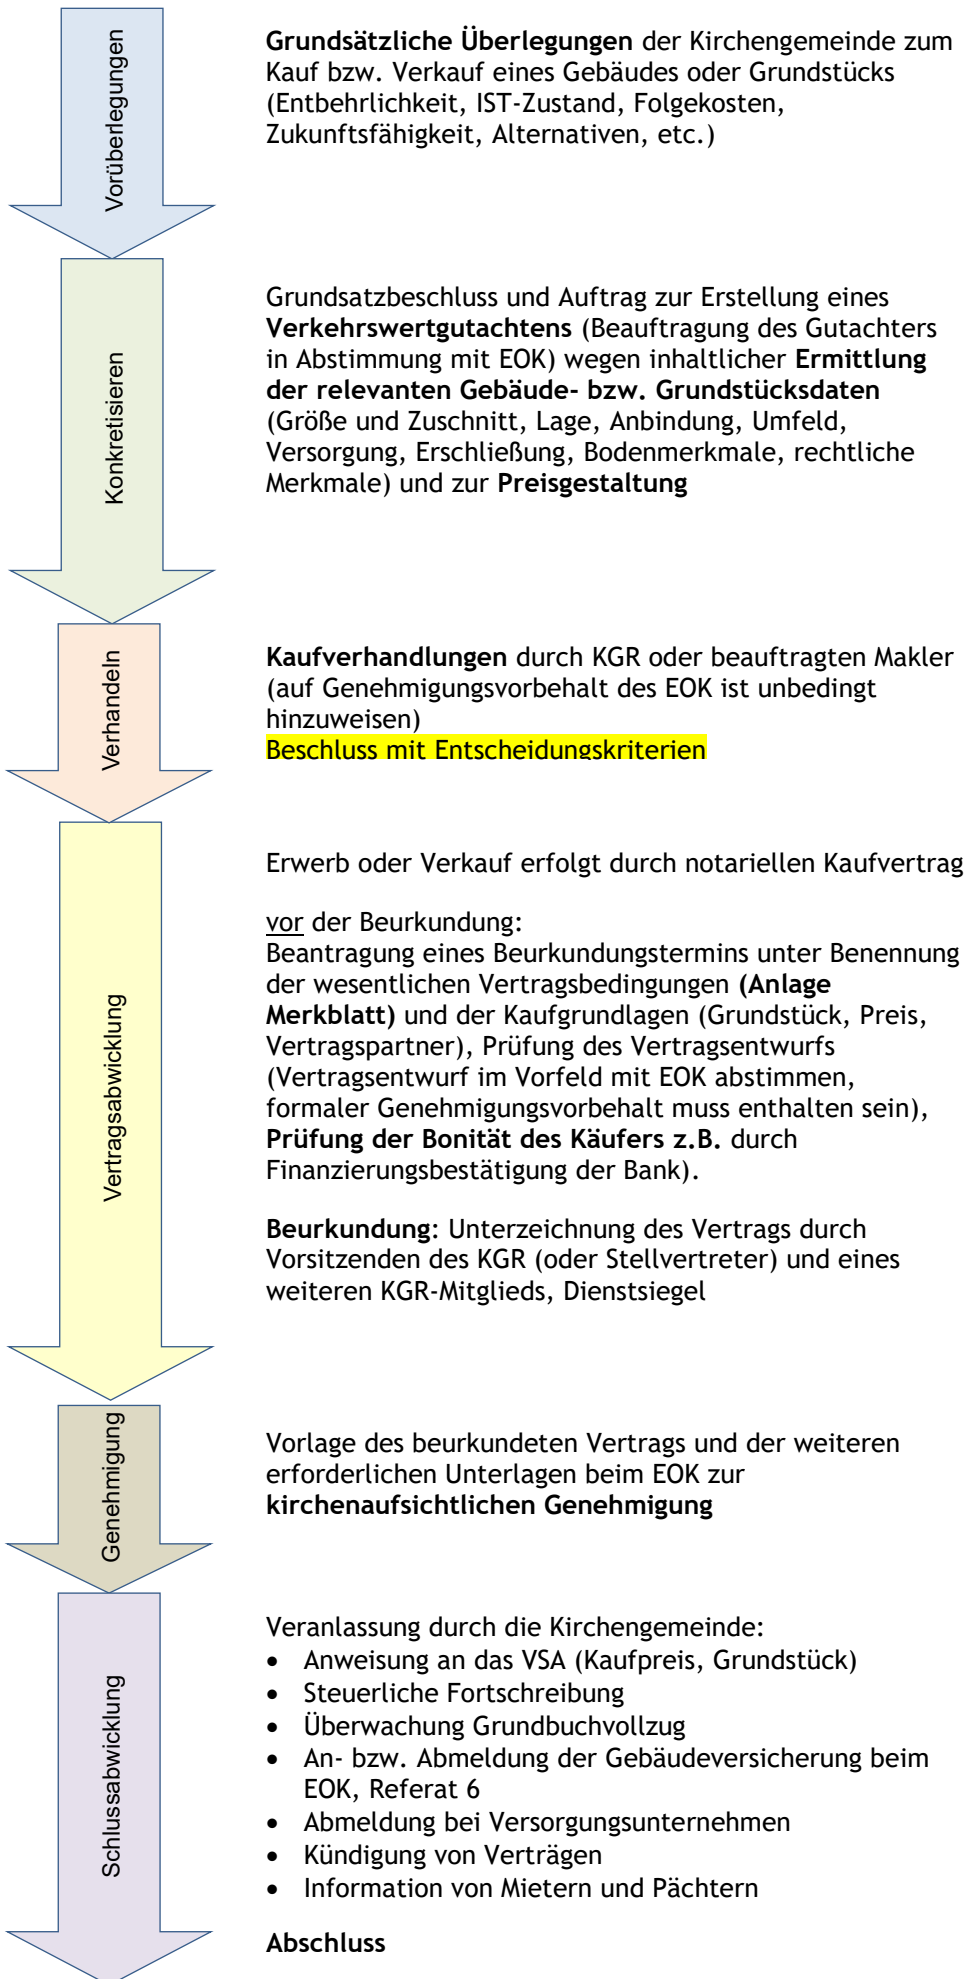 Vorüberlegungen
Grundsätzliche Überlegungen der Kirchengemeinde zum
Kauf bzw. Verkauf eines Gebäudes oder Grundstücks
(Entbehrlichkeit, IST-Zustand, Folgekosten,
Zukunftsfähigkeit, Alternativen, etc.)
Konkretisieren
Grundsatzbeschluss und Auftrag zur Erstellung eines
Verkehrswertgutachtens (Beauftragung des Gutachters
in Abstimmung mit EOK) wegen inhaltlicher Ermittlung
der relevanten Gebäude- bzw. Grundstücksdaten
(Größe und Zuschnitt, Lage, Anbindung, Umfeld,
Versorgung, Erschließung, Bodenmerkmale, rechtliche
Merkmale) und zur Preisgestaltung
Verhandeln
Kaufverhandlungen durch KGR oder beauftragten Makler
(auf Genehmigungsvorbehalt des EOK ist unbedingt
hinzuweisen)
Beschluss mit Entscheidungskriterien
Vertragsabwicklung
Erwerb oder Verkauf erfolgt durch notariellen Kaufvertrag
vor der Beurkundung:
Beantragung eines Beurkundungstermins unter Benennung
der wesentlichen Vertragsbedingungen (Anlage
Merkblatt) und der Kaufgrundlagen (Grundstück, Preis,
Vertragspartner), Prüfung des Vertragsentwurfs
(Vertragsentwurf im Vorfeld mit EOK abstimmen,
formaler Genehmigungsvorbehalt muss enthalten sein),
Prüfung der Bonität des Käufers z.B. durch
Finanzierungsbestätigung der Bank).
Beurkundung: Unterzeichnung des Vertrags durch
Vorsitzenden des KGR (oder Stellvertreter) und eines
weiteren KGR-Mitglieds, Dienstsiegel
Genehmigung
Vorlage des beurkundeten Vertrags und der weiteren
erforderlichen Unterlagen beim EOK zur
kirchenaufsichtlichen Genehmigung
Schlussabwicklung
Veranlassung durch die Kirchengemeinde:
• Anweisung an das VSA (Kaufpreis, Grundstück)
• Steuerliche Fortschreibung
• Überwachung Grundbuchvollzug
• An- bzw. Abmeldung der Gebäudeversicherung beim
EOK, Referat 6
• Abmeldung bei Versorgungsunternehmen
• Kündigung von Verträgen
• Information von Mietern und Pächtern
Abschluss